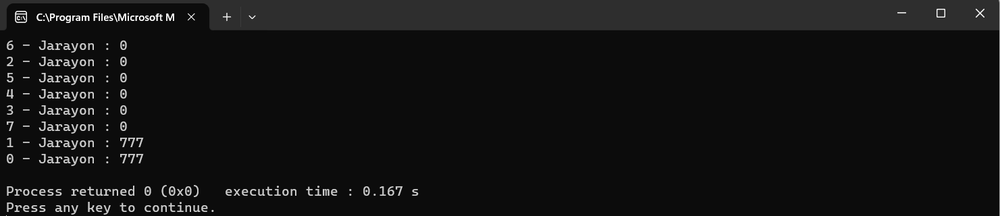 C:\Program Files\Microsoft M
6 - Jarayon : 0
2 - Jarayon : 0
5 - Jarayon : 0
4 - Jarayon : 0
3 - Jarayon : 0
7 - Jarayon : 0
1 - Jarayon : 777
0 - Jarayon : 777
Process returned 0 (0x0)   execution time : 0.167 s
Press any key to continue.